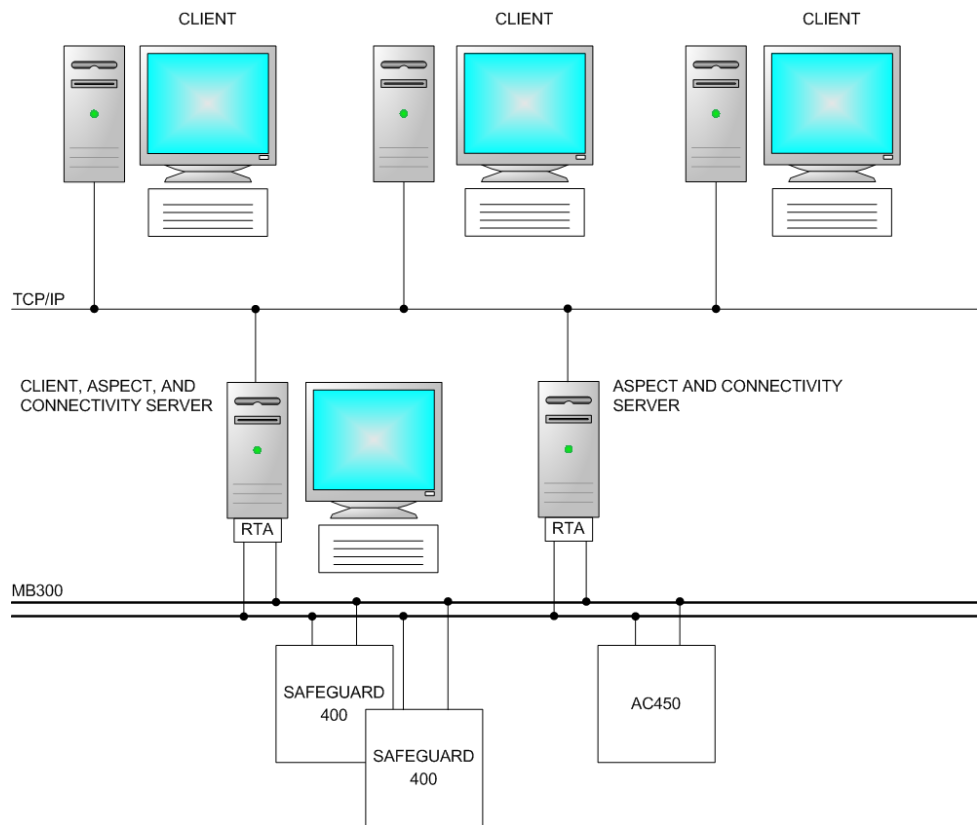 CLIENT
CLIENT
CLIENT
TCP/IP
CLIENT, ASPECT, AND
CONNECTIVITY SERVER
ASPECT AND CONNECTIVITY
SERVER
RTA
RTA
MB300
SAFEGUARD
400
AC450
SAFEGUARD
400